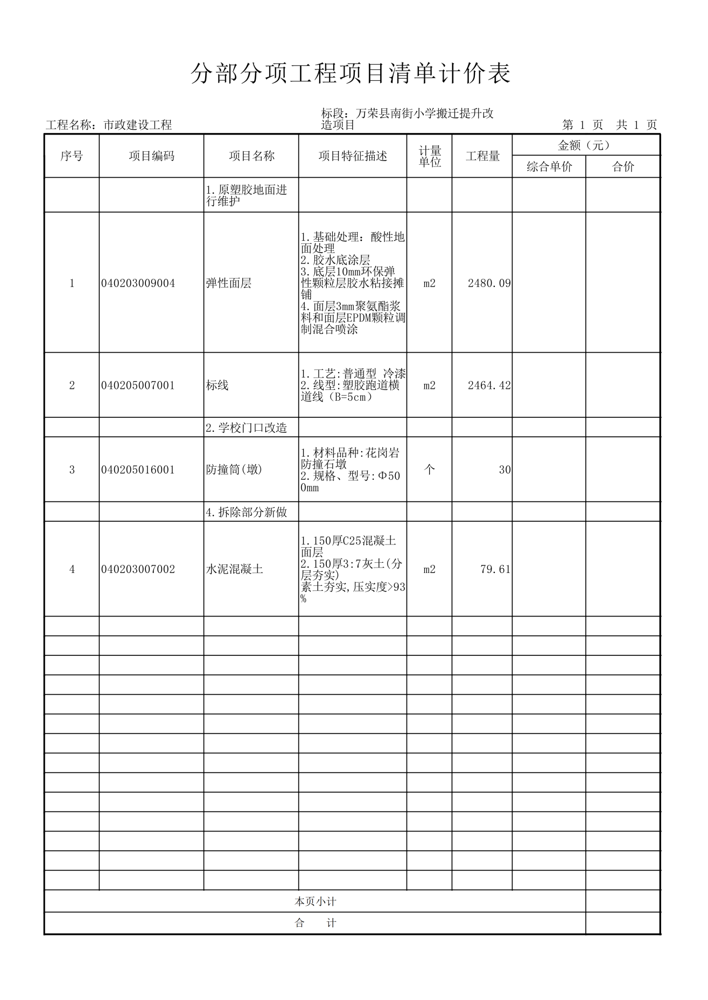 分部分项工程项目清单计价表
工程名称：市政建设工程
标段：万荣县南街小学搬迁提升改
造项目
第 1 页 共 1 页
序号
项目编码
项目名称
项目特征描述
计量
单位
工程量
金额（元）
综合单价
合价
1.原塑胶地面进
行维护
1
040203009004
弹性面层
1.基础处理：酸性地
面处理
2.胶水底涂层
3.底层10mm环保弹
性颗粒层胶水粘接摊
铺
4.面层3mm聚氨酯浆
料和面层EPDM颗粒调
制混合喷涂
m2
2480.09
2
040205007001
标线
1.工艺:普通型 冷漆
2.线型:塑胶跑道横
道线（B=5cm）
m2
2464.42
2.学校门口改造
3
040205016001
防撞筒(墩)
1.材料品种:花岗岩
防撞石墩
2.规格、型号:Φ50
0mm
个
30
4.拆除部分新做
4
040203007002
水泥混凝土
1.150厚C25混凝土
面层
2.150厚3:7灰土(分
层夯实)
素土夯实,压实度>93
%
m2
79.61
本页小计
合 计